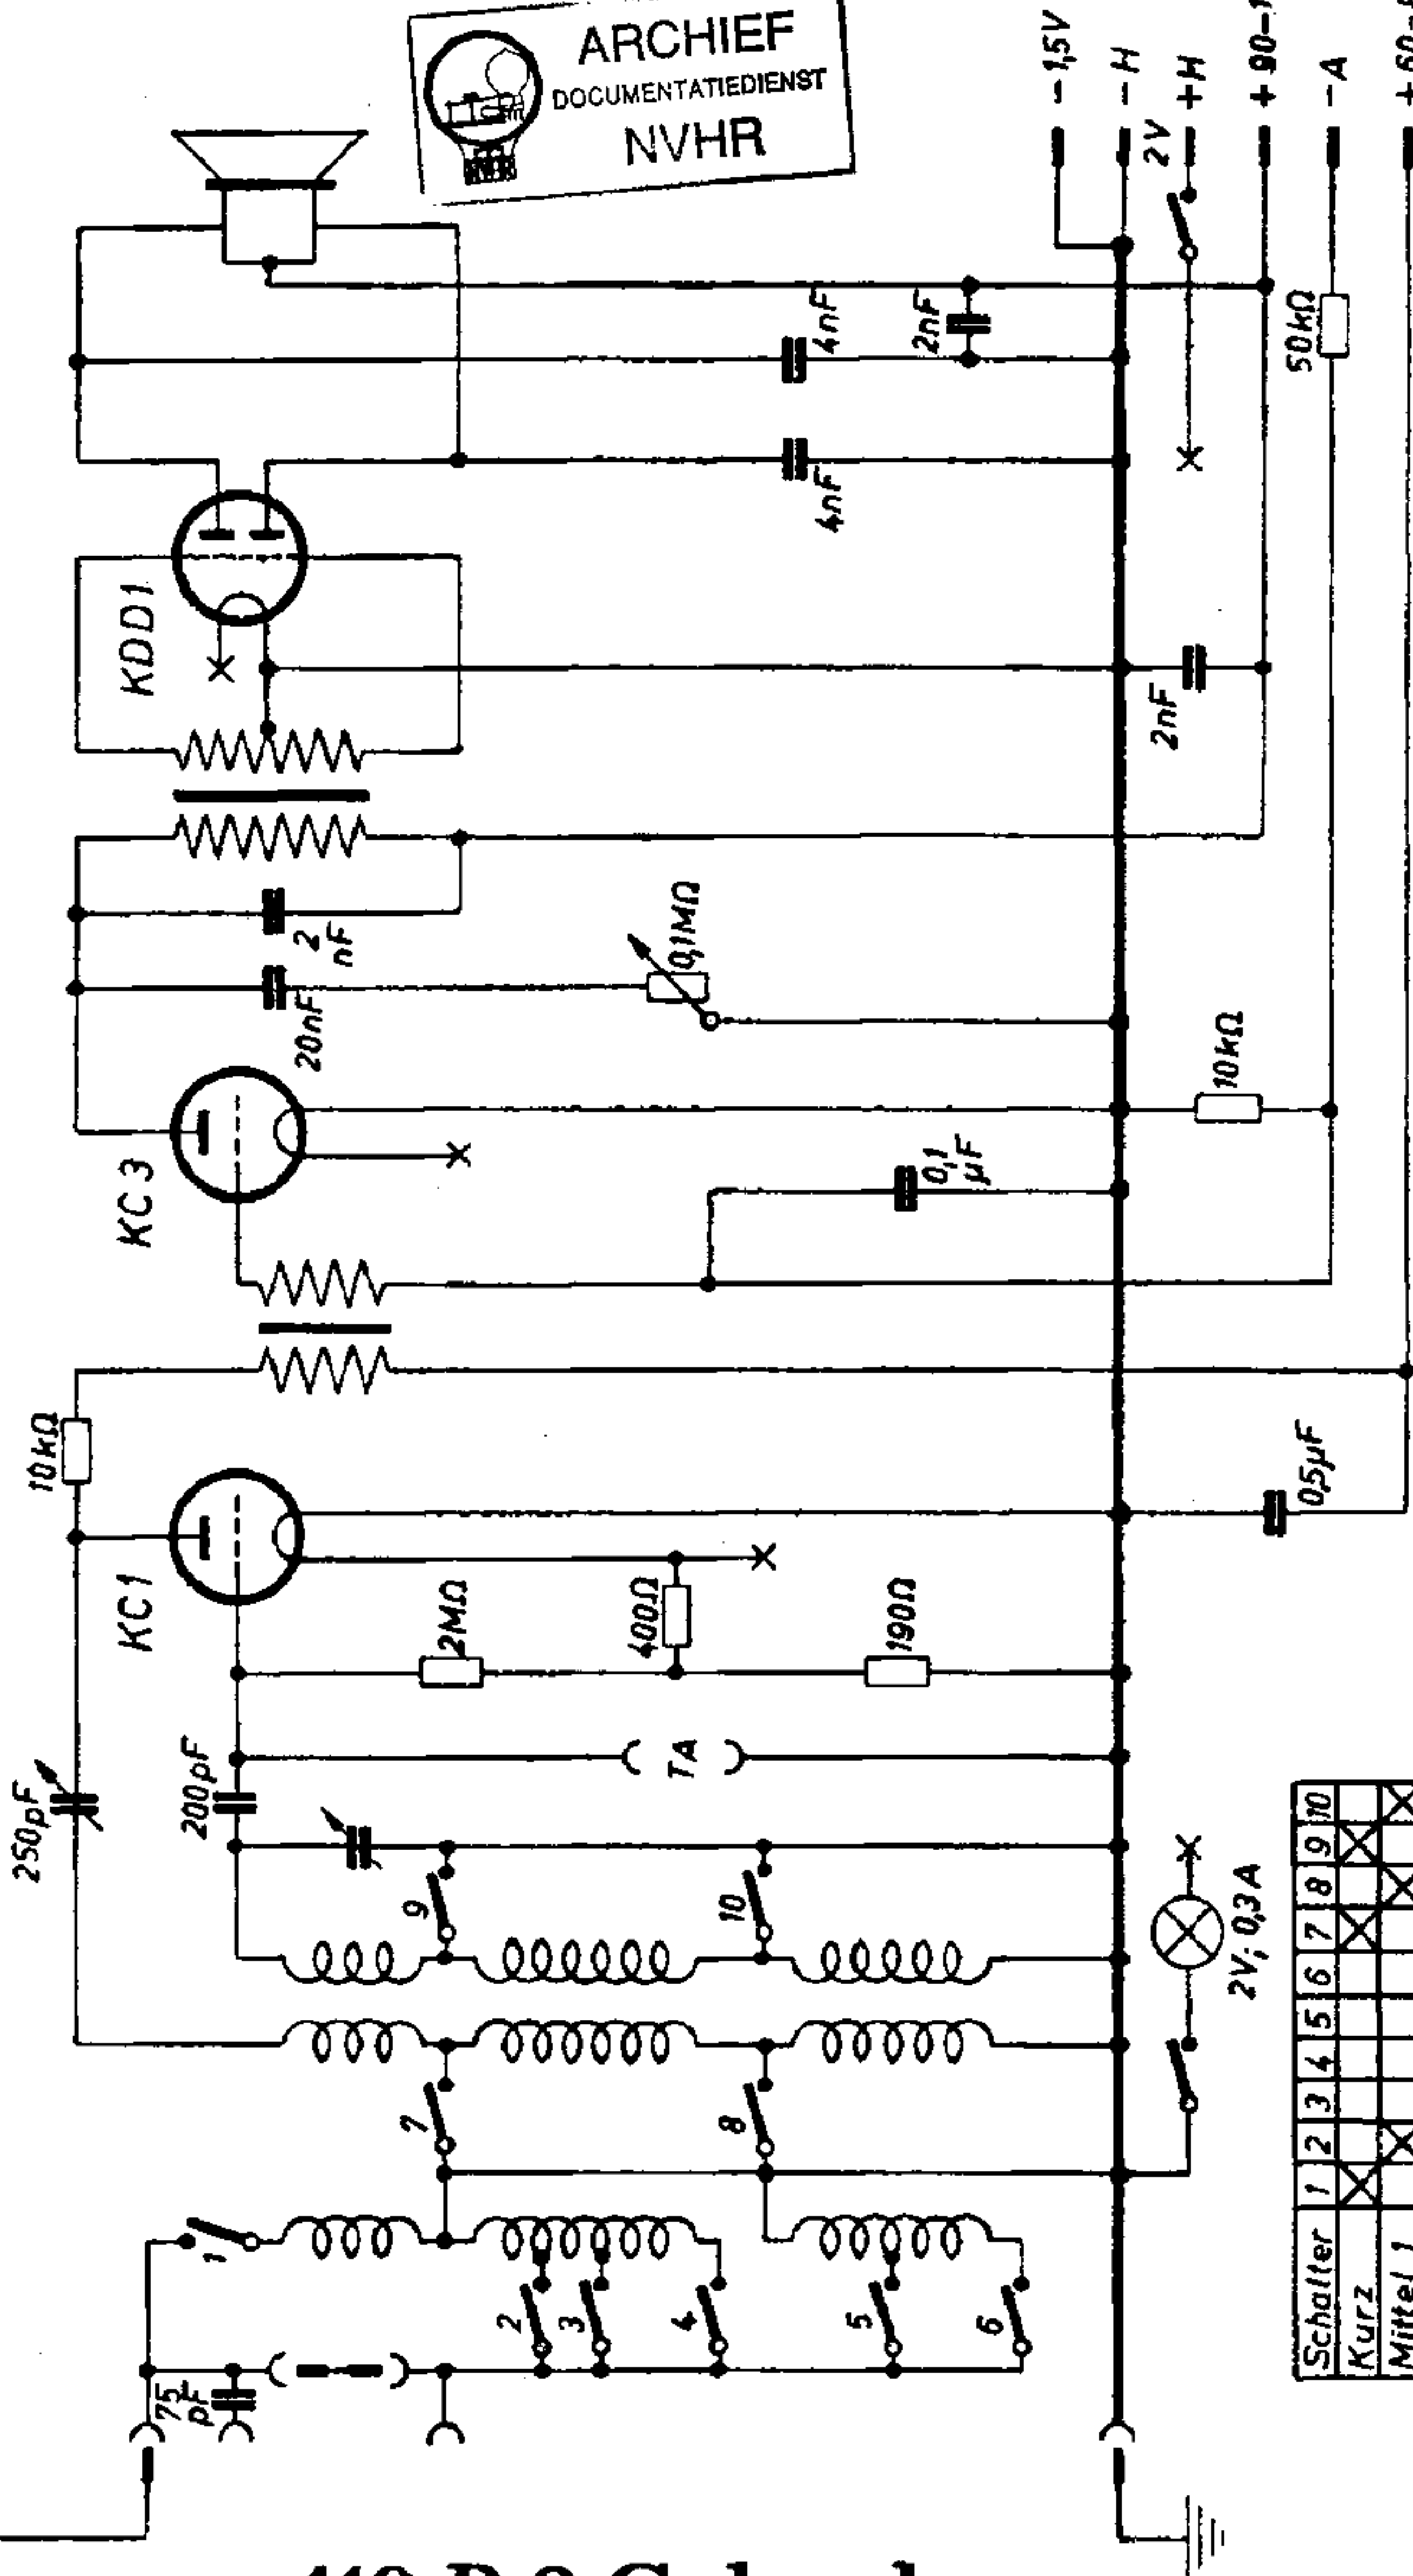 ARCHIEF
DOCUMENTATIEDIENST
NVHR
KC1
KC3
KDD1
250pF
10kΩ
200pF
2MΩ
400Ω
190Ω
TA
75
pF
1
2
3
4
5
6
7
8
9
10
20nF
2
nF
0,1MΩ
0,1
µF
10kΩ
4nF
4nF
2nF
2nF
50kΩ
0,5µF
2V; 0,3A
- 1,5V
- H
2V
+ H
+ 90-
- A
+ 60-
Schalter 1 2 3 4 5 6 7 8 9 10
Kurz X X X
Mittel 1 X X X